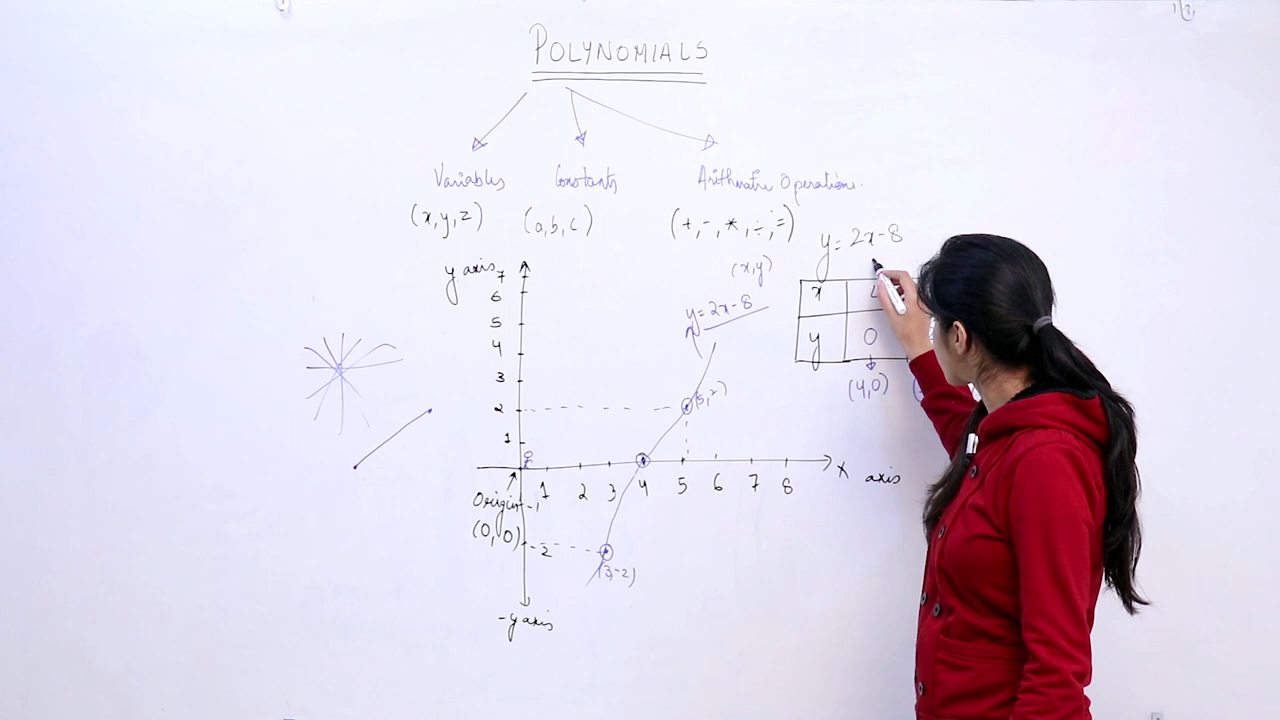 POLYNOMIALS
Variables Constants Arithmatic Operations.
(x,y,z) (a,b,c) (+,-,*,÷,=)
y = 2x-8
(x,y)
y axis
y=2x-8
x
y 0
(4,0)
7
6
5
4
3
2
1
(5,2)
1 2 3 4 5 6 7 8 X axis
Origin -1
(0,0)
-2
(3,-2)
-y axis